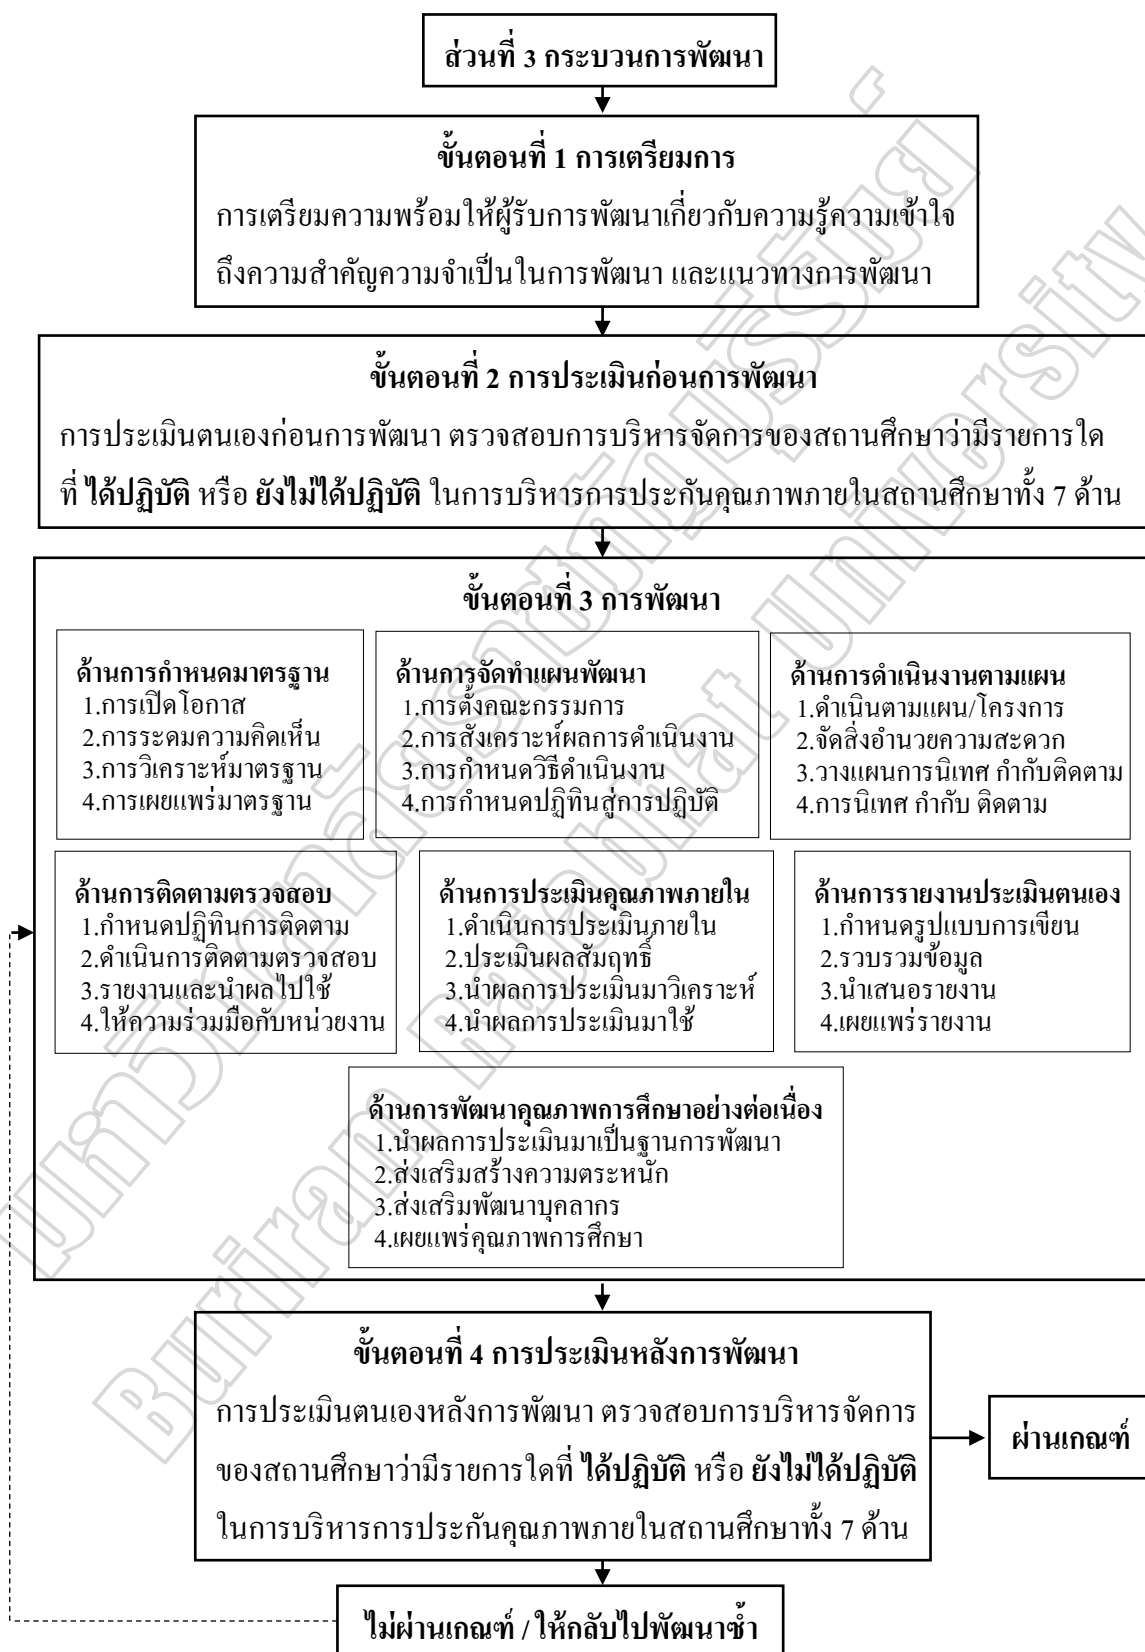 ส่วนที่ 3 กระบวนการพัฒนา
ขั้นตอนที่ 1 การเตรียมการ
การเตรียมความพร้อมให้ผู้รับการพัฒนาเกี่ยวกับความรู้ความเข้าใจ
ถึงความสำคัญความจำเป็นในการพัฒนา และแนวทางการพัฒนา
ขั้นตอนที่ 2 การประเมินก่อนการพัฒนา
การประเมินตนเองก่อนการพัฒนา ตรวจสอบการบริหารจัดการของสถานศึกษาว่ามีรายการใด
ที่ ได้ปฏิบัติ หรือ ยังไม่ได้ปฏิบัติ ในการบริหารการประกันคุณภาพภายในสถานศึกษาทั้ง 7 ด้าน
ขั้นตอนที่ 3 การพัฒนา
ด้านการกำหนดมาตรฐาน
1.การเปิดโอกาส
2.การระดมความคิดเห็น
3.การวิเคราะห์มาตรฐาน
4.การเผยแพร่มาตรฐาน
ด้านการจัดทำแผนพัฒนา
1.การตั้งคณะกรรมการ
2.การสังเคราะห์ผลการดำเนินงาน
3.การกำหนดวิธีดำเนินงาน
4.การกำหนดปฏิทินสู่การปฏิบัติ
ด้านการดำเนินงานตามแผน
1.ดำเนินตามแผน/โครงการ
2.จัดสิ่งอำนวยความสะดวก
3.วางแผนการนิเทศ กำกับติดตาม
4.การนิเทศ กำกับ ติดตาม
ด้านการติดตามตรวจสอบ
1.กำหนดปฏิทินการติดตาม
2.ดำเนินการติดตามตรวจสอบ
3.รายงานและนำผลไปใช้
4.ให้ความร่วมมือกับหน่วยงาน
ด้านการประเมินคุณภาพภายใน
1.ดำเนินการประเมินภายใน
2.ประเมินผลสัมฤทธิ์
3.นำผลการประเมินมาวิเคราะห์
4.นำผลการประเมินมาใช้
ด้านการรายงานประเมินตนเอง
1.กำหนดรูปแบบการเขียน
2.รวบรวมข้อมูล
3.นำเสนอรายงาน
4.เผยแพร่รายงาน
ด้านการพัฒนาคุณภาพการศึกษาอย่างต่อเนื่อง
1.นำผลการประเมินมาเป็นฐานการพัฒนา
2.ส่งเสริมสร้างความตระหนัก
3.ส่งเสริมพัฒนาบุคลากร
4.เผยแพร่คุณภาพการศึกษา
ขั้นตอนที่ 4 การประเมินหลังการพัฒนา
การประเมินตนเองหลังการพัฒนา ตรวจสอบการบริหารจัดการ
ของสถานศึกษาว่ามีรายการใดที่ ได้ปฏิบัติ หรือ ยังไม่ได้ปฏิบัติ
ในการบริหารการประกันคุณภาพภายในสถานศึกษาทั้ง 7 ด้าน
ผ่านเกณฑ์
ไม่ผ่านเกณฑ์ / ให้กลับไปพัฒนาซ้ำ
มหาวิทยาลัยราชภัฏบุรีรัมย์
Buriram Rajabhat University